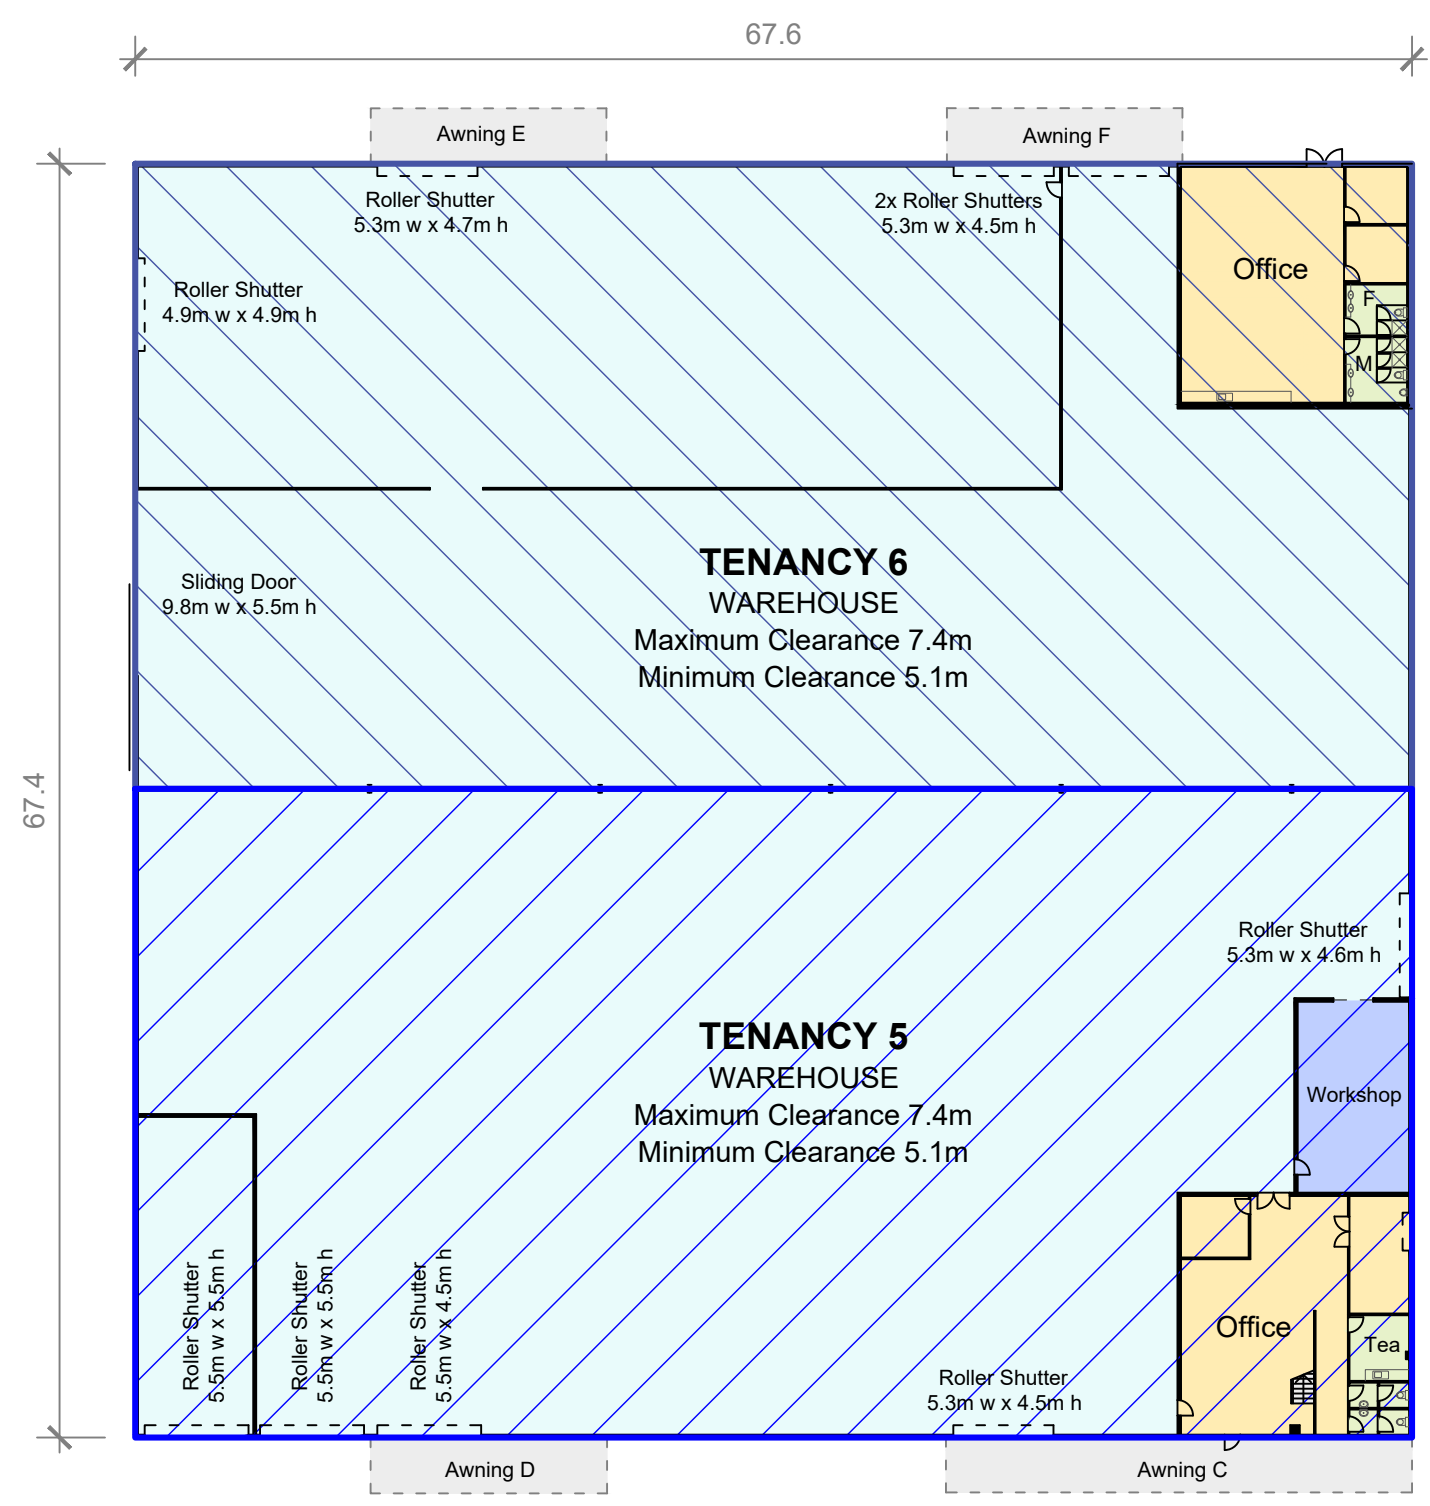 67.6
Awning E
Awning F
Roller Shutter
5.3m w x 4.7m h
2x Roller Shutters
5.3m w x 4.5m h
Office
Roller Shutter
4.9m w x 4.9m h
F
M
TENANCY 6
WAREHOUSE
Maximum Clearance 7.4m
Minimum Clearance 5.1m
Sliding Door
9.8m w x 5.5m h
67.4
Roller Shutter
5.3m w x 4.6m h
TENANCY 5
WAREHOUSE
Maximum Clearance 7.4m
Minimum Clearance 5.1m
Workshop
Roller Shutter
5.5m w x 5.5m h
Roller Shutter
5.5m w x 5.5m h
Roller Shutter
5.5m w x 4.5m h
Office
Tea
Roller Shutter
5.3m w x 4.5m h
Awning D
Awning C